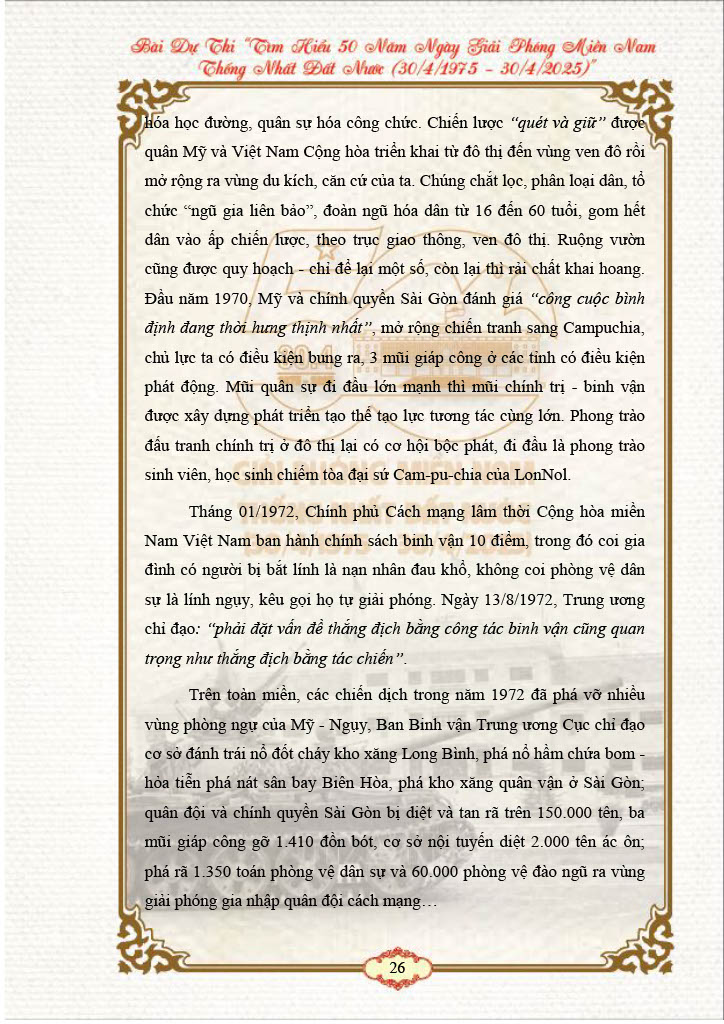 Bài Dự Thi "Tìm Hiểu 50 Năm Ngày Giải Phóng Miền Nam
Thống Nhất Đất Nước (30/4/1975 - 30/4/2025)"
hóa học đường, quân sự hóa công chức. Chiến lược "quét và giữ" được
quân Mỹ và Việt Nam Cộng hòa triển khai từ đô thị đến vùng ven đô rồi
mở rộng ra vùng du kích, căn cứ của ta. Chúng chắt lọc, phân loại dân, tổ
chức "ngũ gia liên bảo", đoàn ngũ hóa dân từ 16 đến 60 tuổi, gom hết
dân vào ấp chiến lược, theo trục giao thông, ven đô thị. Ruộng vườn
cũng được quy hoạch - chỉ để lại một số, còn lại thì rải chất khai hoang.
Đầu năm 1970, Mỹ và chính quyền Sài Gòn đánh giá "công cuộc bình
định đang thời hưng thịnh nhất", mở rộng chiến tranh sang Campuchia,
chủ lực ta có điều kiện bung ra, 3 mũi giáp công ở các tỉnh có điều kiện
phát động. Mũi quân sự đi đầu lớn mạnh thì mũi chính trị - binh vận
được xây dựng phát triển tạo thế tạo lực tương tác cùng lớn. Phong trào
đấu tranh chính trị ở đô thị lại có cơ hội bộc phát, đi đầu là phong trào
sinh viên, học sinh chiếm tòa đại sứ Cam-pu-chia của LonNol.
Tháng 01/1972, Chính phủ Cách mạng lâm thời Cộng hòa miền
Nam Việt Nam ban hành chính sách binh vận 10 điểm, trong đó coi gia
đình có người bị bắt lính là nạn nhân đau khổ, không coi phòng vệ dân
sự là lính ngụy, kêu gọi họ tự giải phóng. Ngày 13/8/1972, Trung ương
chỉ đạo: "phải đặt vấn đề thắng địch bằng công tác binh vận cũng quan
trọng như thắng địch bằng tác chiến".
Trên toàn miền, các chiến dịch trong năm 1972 đã phá vỡ nhiều
vùng phòng ngự của Mỹ - Ngụy, Ban Binh vận Trung ương Cục chỉ đạo
cơ sở đánh trái nổ đốt cháy kho xăng Long Bình, phá nổ hầm chứa bom -
hỏa tiễn phá nát sân bay Biên Hòa, phá kho xăng quân vận ở Sài Gòn;
quân đội và chính quyền Sài Gòn bị diệt và tan rã trên 150.000 tên, ba
mũi giáp công gỡ 1.410 đồn bót, cơ sở nội tuyến diệt 2.000 tên ác ôn;
phá rã 1.350 toán phòng vệ dân sự và 60.000 phòng vệ đào ngũ ra vùng
giải phóng gia nhập quân đội cách mạng…
30.4
GIẢI PHÓNG MIỀN NAM
THỐNG NHẤT ĐẤT NƯỚC
(30/4/1975 - 30/4/2025)
26